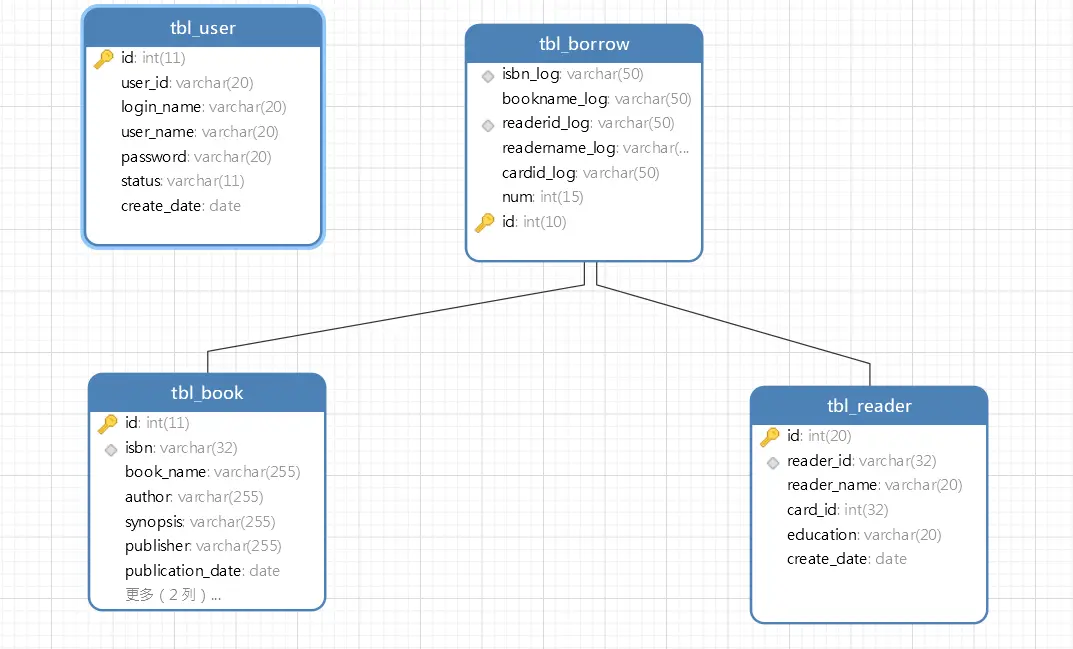 tbl_user
id: int(11)
user_id: varchar(20)
login_name: varchar(20)
user_name: varchar(20)
password: varchar(20)
status: varchar(11)
create_date: date
tbl_borrow
isbn_log: varchar(50)
bookname_log: varchar(50)
readerid_log: varchar(50)
readername_log: varchar(...
cardid_log: varchar(50)
num: int(15)
id: int(10)
tbl_book
id: int(11)
isbn: varchar(32)
book_name: varchar(255)
author: varchar(255)
synopsis: varchar(255)
publisher: varchar(255)
publication_date: date
更多（2 列）...
tbl_reader
id: int(20)
reader_id: varchar(32)
reader_name: varchar(20)
card_id: int(32)
education: varchar(20)
create_date: date